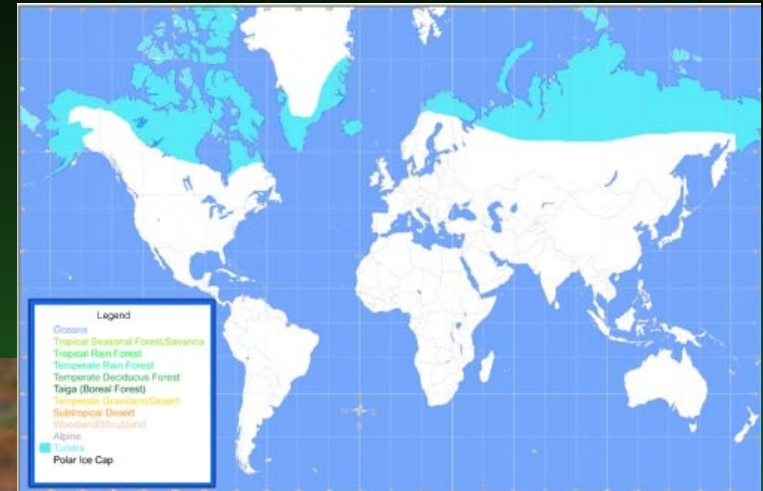 Legend
Oceans
Tropical Seasonal Forest/Savanna
Tropical Rain Forest
Temperate Rain Forest
Temperate Deciduous Forest
Taiga (Boreal Forest)
Temperate Grassland/Desert
Subtropical Desert
Woodland/Shrubland
Alpine
Tundra
Polar Ice Cap